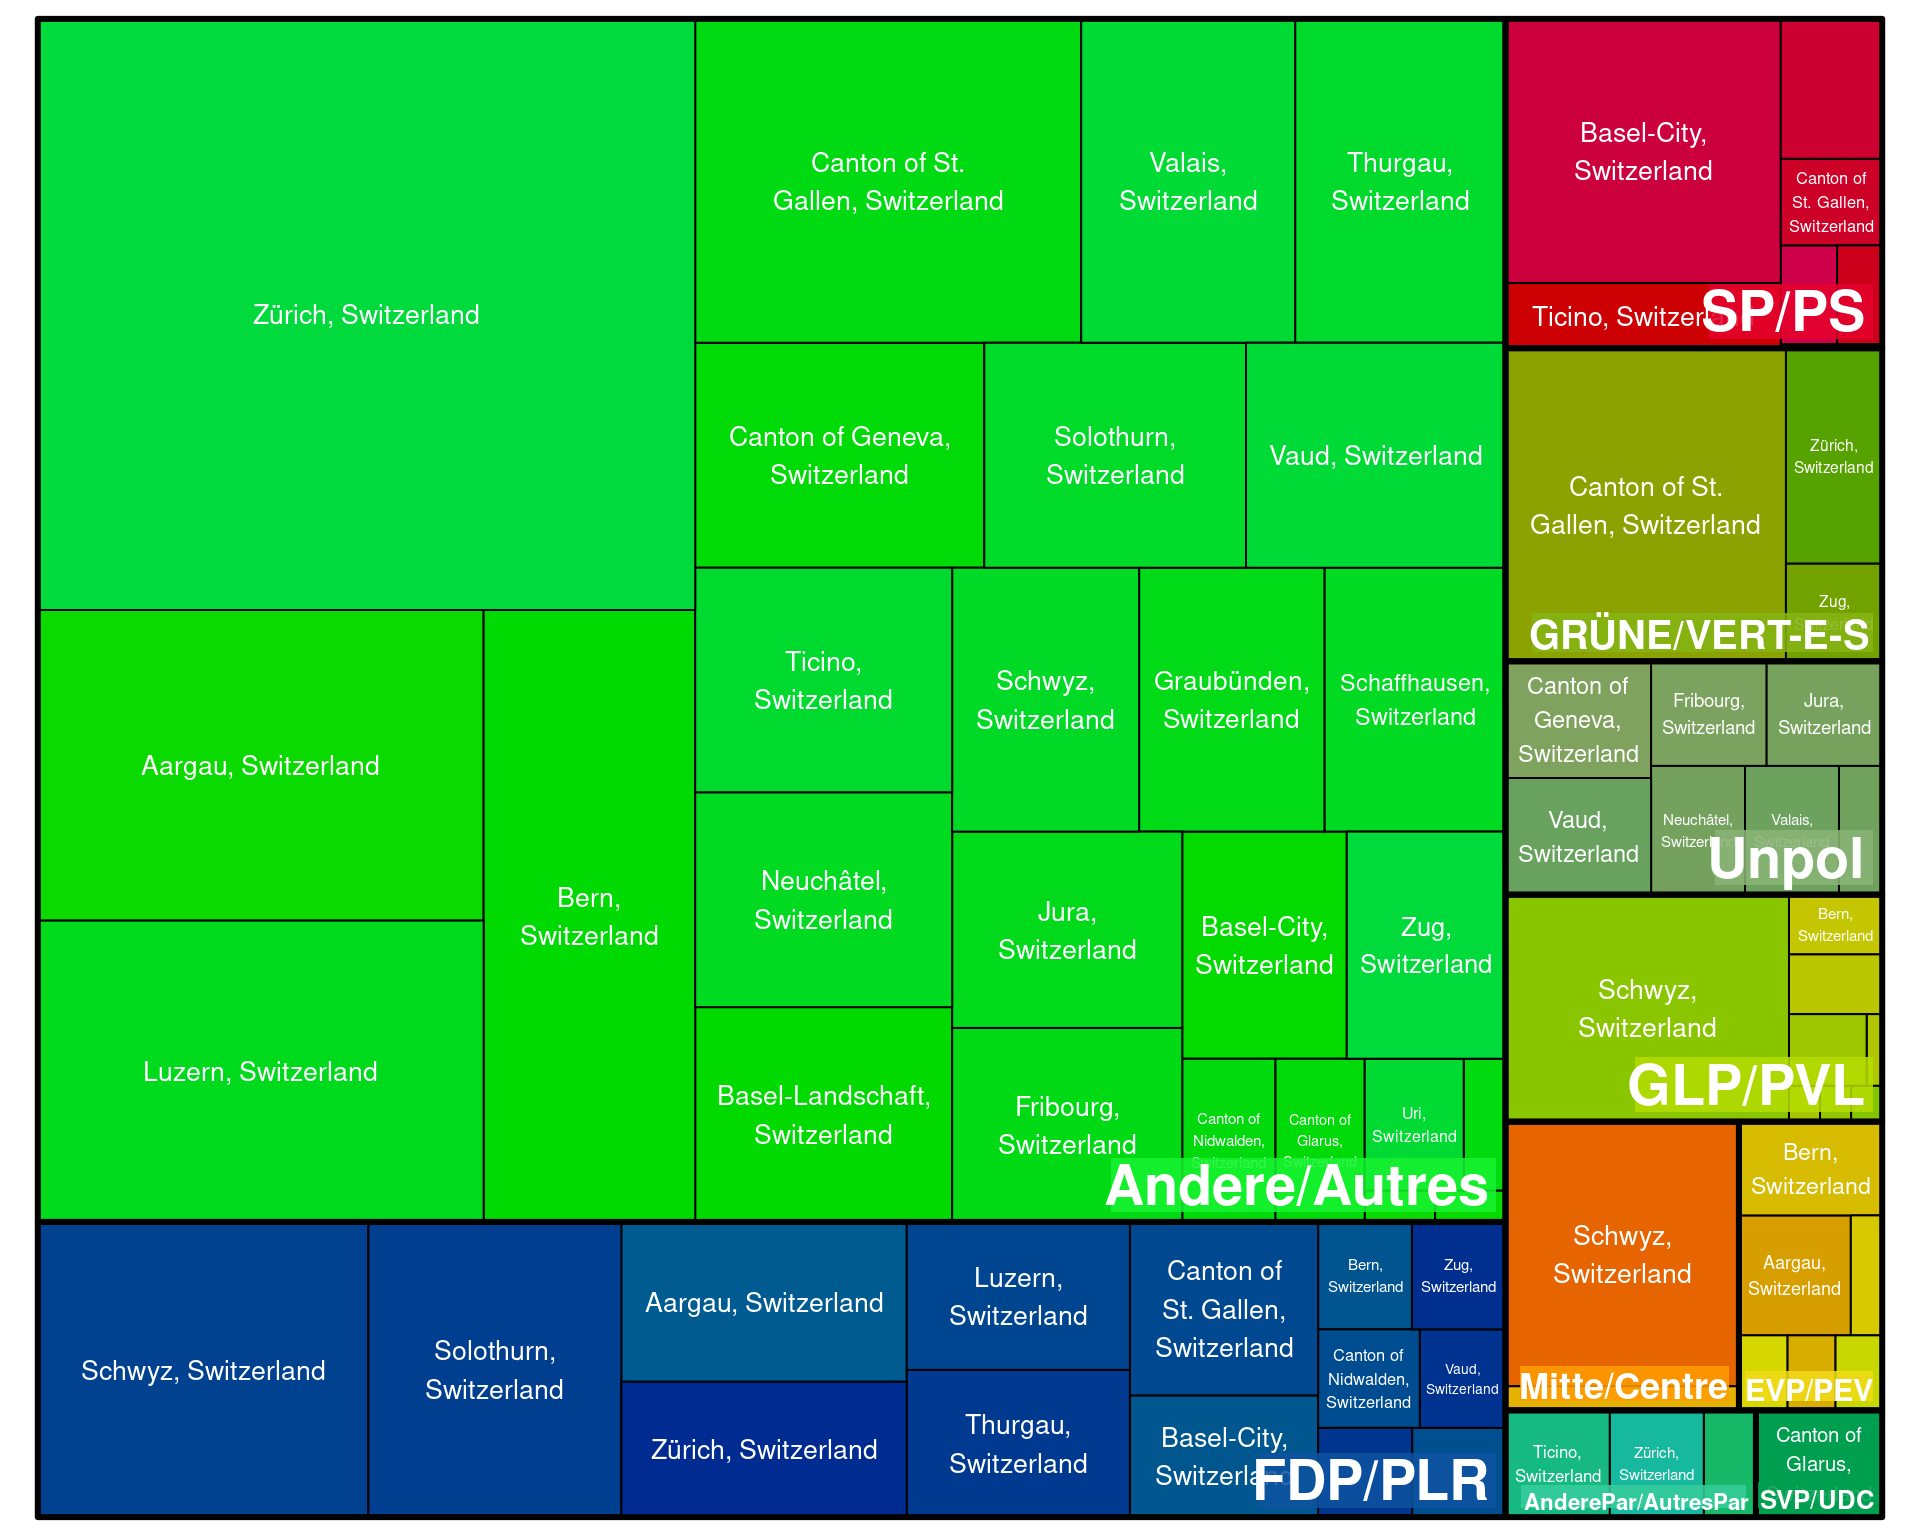 Zürich, Switzerland
Canton of St.
Gallen, Switzerland
Valais,
Switzerland
Thurgau,
Switzerland
Canton of Geneva,
Switzerland
Solothurn,
Switzerland
Vaud, Switzerland
Aargau, Switzerland
Luzern, Switzerland
Bern,
Switzerland
Ticino,
Switzerland
Schwyz,
Switzerland
Graubünden,
Switzerland
Schaffhausen,
Switzerland
Neuchâtel,
Switzerland
Jura,
Switzerland
Basel-City,
Switzerland
Zug,
Switzerland
Basel-Landschaft,
Switzerland
Fribourg,
Switzerland
Canton of
Nidwalden,
Switzerland
Canton of
Glarus,
Switzerland
Uri,
Switzerland
Andere/Autres
Schwyz, Switzerland
Solothurn,
Switzerland
Aargau, Switzerland
Zürich, Switzerland
Luzern,
Switzerland
Thurgau,
Switzerland
Canton of
St. Gallen,
Switzerland
Basel-City,
Switzerland
Bern,
Switzerland
Zug,
Switzerland
Canton of
Nidwalden,
Switzerland
Vaud,
Switzerland
FDP/PLR
Basel-City,
Switzerland
Canton of
St. Gallen,
Switzerland
Ticino, Switzerland
SP/PS
Canton of St.
Gallen, Switzerland
Zürich,
Switzerland
Zug,
Switzerland
GRÜNE/VERT-E-S
Canton of
Geneva,
Switzerland
Fribourg,
Switzerland
Jura,
Switzerland
Vaud,
Switzerland
Neuchâtel,
Switzerland
Valais,
Switzerland
Unpol
Schwyz,
Switzerland
Bern,
Switzerland
GLP/PVL
Schwyz,
Switzerland
Mitte/Centre
Bern,
Switzerland
Aargau,
Switzerland
EVP/PEV
Ticino,
Switzerland
Zürich,
Switzerland
AnderePar/AutresPar
Canton of
Glarus,
SVP/UDC